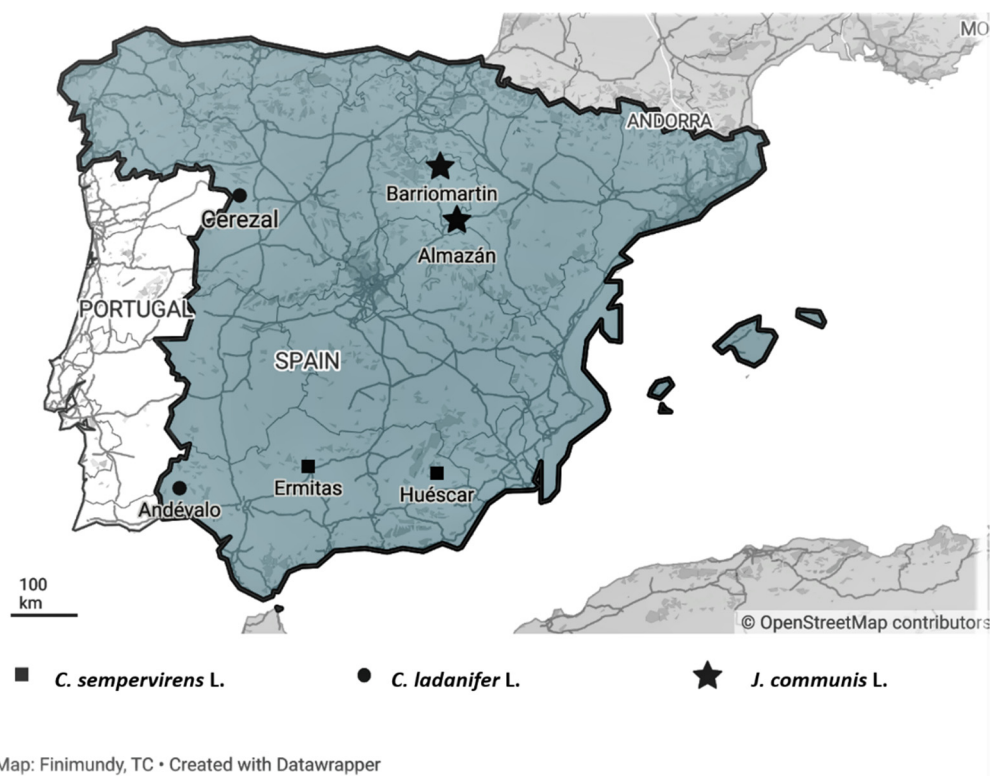 MO
ANDORRA
Barriomartin
Cerezal
Almazán
PORTUGAL
SPAIN
Ermitas
Huéscar
Andévalo
100
km
© OpenStreetMap contributors
C. sempervirens L.
C. ladanifer L.
J. communis L.
Map: Finimundy, TC • Created with Datawrapper